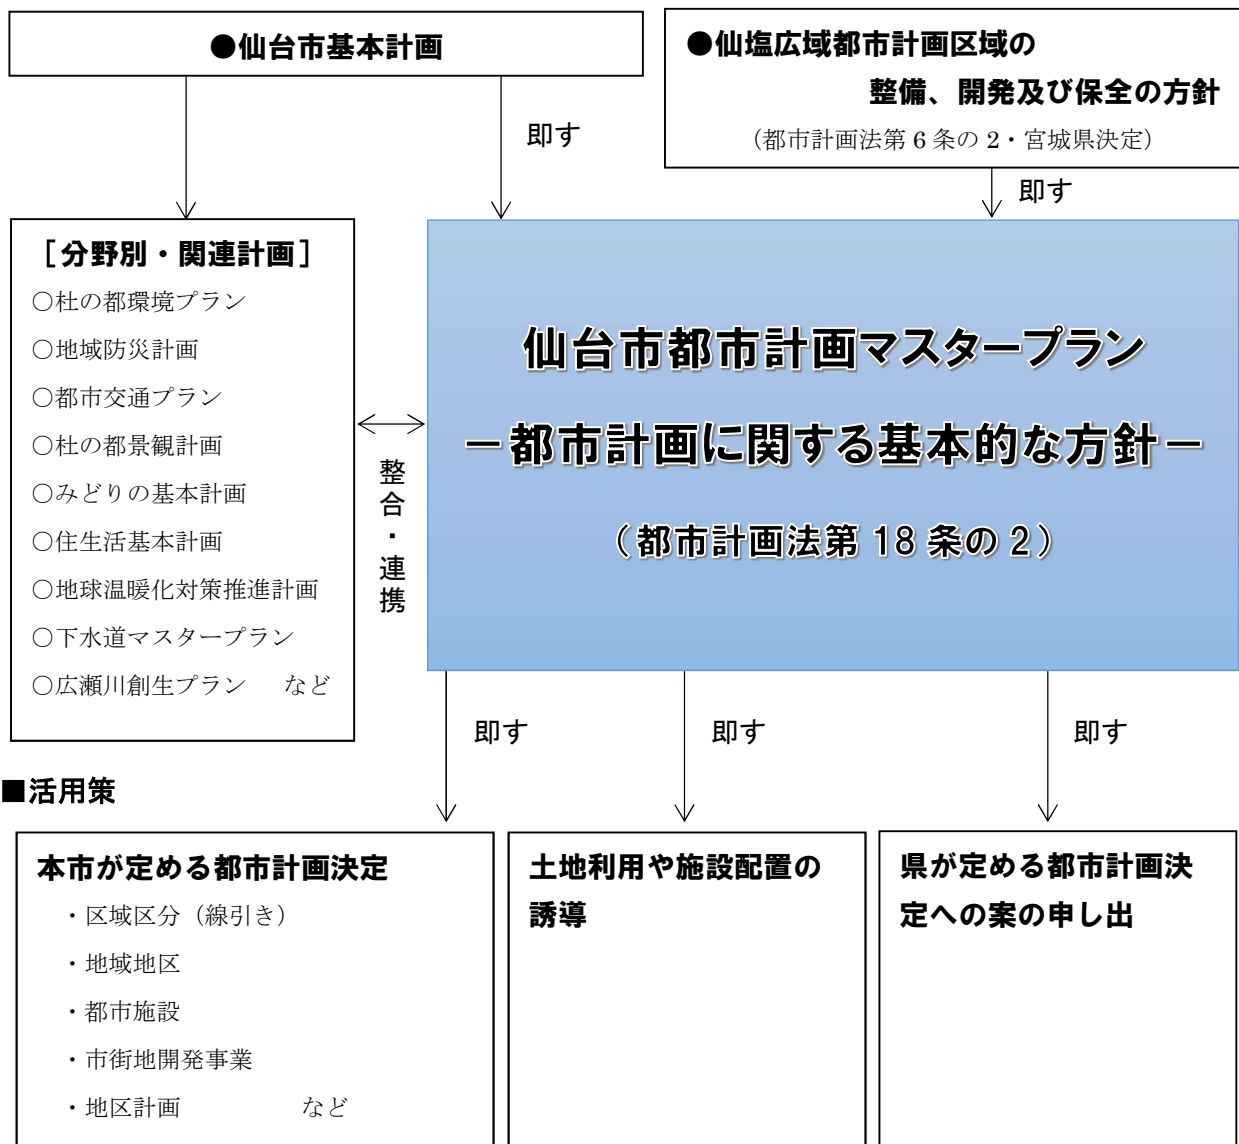 ●仙台市基本計画
●仙塩広域都市計画区域の
整備、開発及び保全の方針
（都市計画法第 6 条の 2・宮城県決定）
即す
即す
［分野別・関連計画］
○杜の都環境プラン
○地域防災計画
○都市交通プラン
○杜の都景観計画
○みどりの基本計画
○住生活基本計画
○地球温暖化対策推進計画
○下水道マスタープラン
○広瀬川創生プラン　など
整合・連携
仙台市都市計画マスタープラン
－都市計画に関する基本的な方針－
（都市計画法第 18 条の 2）
即す
即す
即す
■活用策
本市が定める都市計画決定
・区域区分（線引き）
・地域地区
・都市施設
・市街地開発事業
・地区計画　など
土地利用や施設配置の
誘導
県が定める都市計画決
定への案の申し出